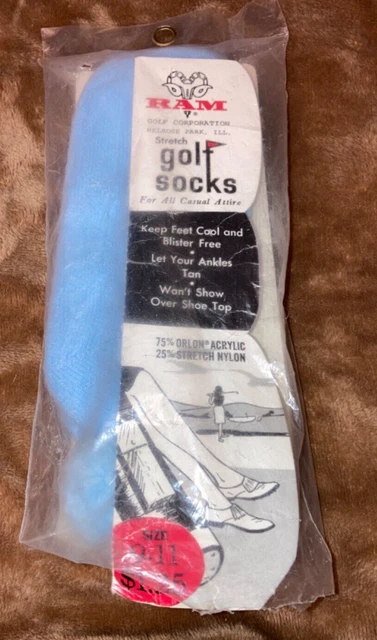 RAM
GOLF CORPORATION
MELROSE PARK, ILL.
Stretch
golf
socks
For All Casual Attire
Keep Feet Cool and
Blister Free
Let Your Ankles
Tan
Won't Show
Over Shoe Top
75% ORLON® ACRYLIC
25% STRETCH NYLON
SIZE